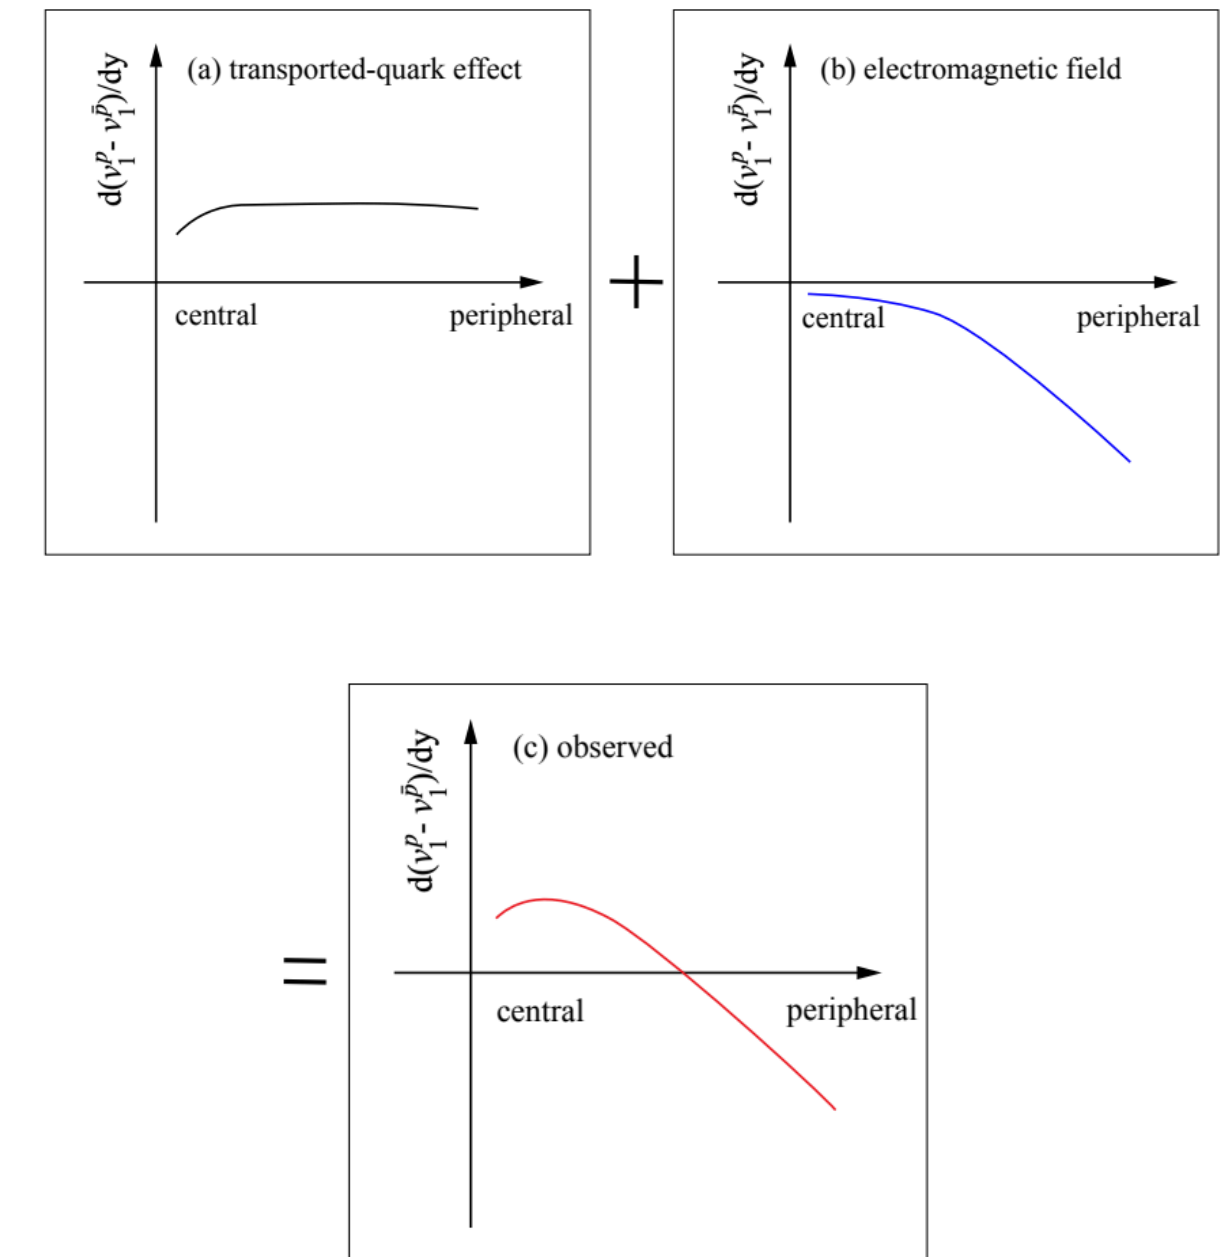 (a) transported-quark effect
d(v₁ᵖ- v₁ᵖ̄)/dy
central
peripheral
+
(b) electromagnetic field
d(v₁ᵖ- v₁ᵖ̄)/dy
central
peripheral
=
(c) observed
d(v₁ᵖ- v₁ᵖ̄)/dy
central
peripheral